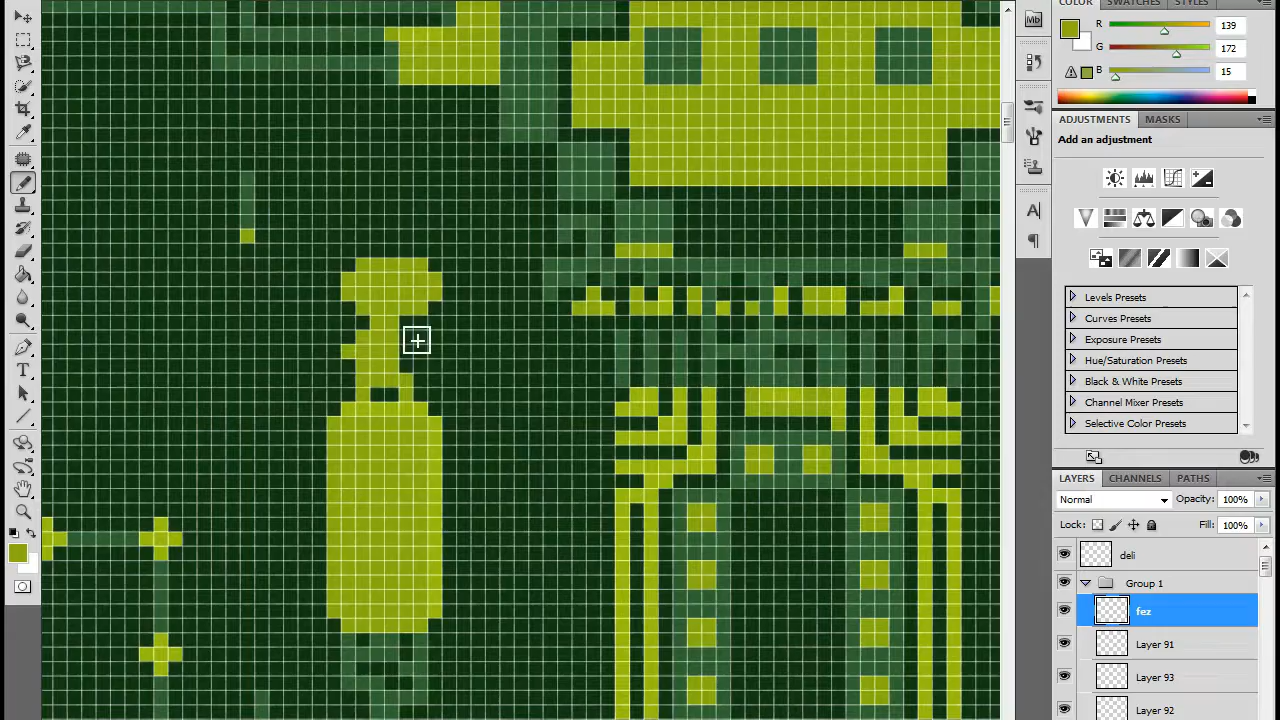 COLOR SWATCHES STYLES
R 139
G 172
B 15
ADJUSTMENTS MASKS
Add an adjustment
Levels Presets
Curves Presets
Exposure Presets
Hue/Saturation Presets
Black & White Presets
Channel Mixer Presets
Selective Color Presets
LAYERS CHANNELS PATHS
Normal Opacity: 100%
Lock: Fill: 100%
deli
Group 1
fez
Layer 91
Layer 93
Layer 92
Mb
A
T